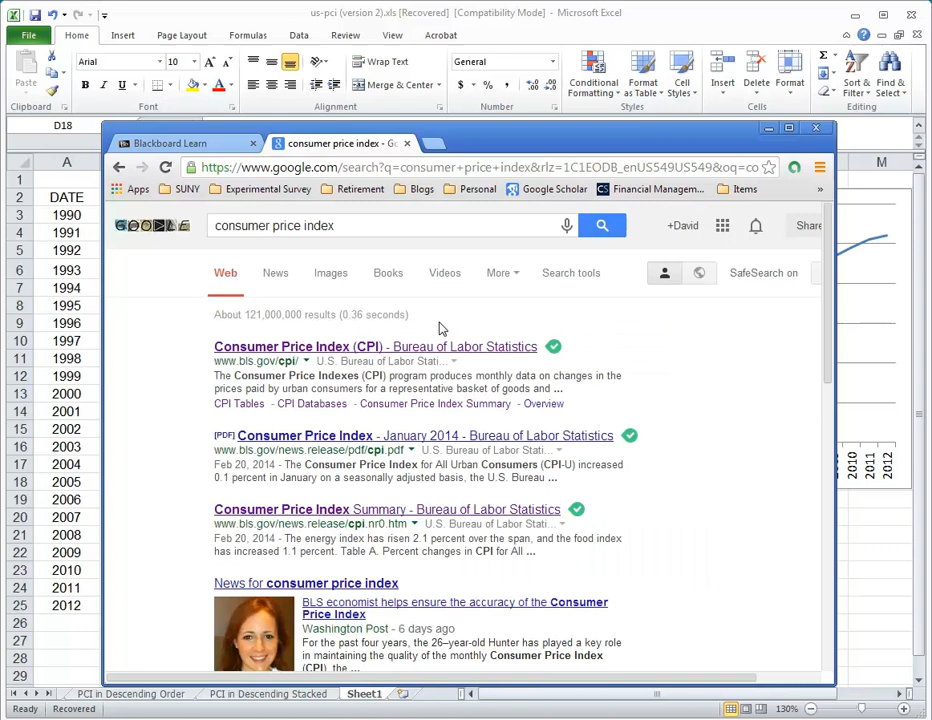 us-pci (version 2).xls [Recovered] [Compatibility Mode] - Microsoft Excel
File Home Insert Page Layout Formulas Data Review View Acrobat
Arial 10 Wrap Text General
Paste B I U Merge & Center $ % , Conditional Formatting Format as Table Cell Styles Insert Delete Format Sort & Filter Find & Select
Clipboard Font Alignment Number Styles Cells Editing
D18
A M
1
2 DATE
3 1990
4 1991
5 1992
6 1993
7 1994
8 1995
9 1996
10 1997
11 1998
12 1999
13 2000
14 2001
15 2002
16 2003
17 2004
18 2005
19 2006
20 2007
21 2008
22 2009
23 2010
24 2011
25 2012
26
27
28
29
2010 2011 2012
Blackboard Learn consumer price index - Go
https://www.google.com/search?q=consumer+price+index&rlz=1C1EODB_enUS549US549&oq=co
Apps SUNY Experimental Survey Retirement Blogs Personal Google Scholar Financial Managem... Items »
consumer price index +David Share
Web News Images Books Videos More Search tools SafeSearch on
About 121,000,000 results (0.36 seconds)
Consumer Price Index (CPI) - Bureau of Labor Statistics
www.bls.gov/cpi/ U.S. Bureau of Labor Stati...
The Consumer Price Indexes (CPI) program produces monthly data on changes in the
prices paid by urban consumers for a representative basket of goods and ...
CPI Tables - CPI Databases - Consumer Price Index Summary - Overview
[PDF] Consumer Price Index - January 2014 - Bureau of Labor Statistics
www.bls.gov/news.release/pdf/cpi.pdf U.S. Bureau of Labor Stati...
Feb 20, 2014 - The Consumer Price Index for All Urban Consumers (CPI-U) increased
0.1 percent in January on a seasonally adjusted basis, the U.S. Bureau ...
Consumer Price Index Summary - Bureau of Labor Statistics
www.bls.gov/news.release/cpi.nr0.htm U.S. Bureau of Labor Stati...
Feb 20, 2014 - The energy index has risen 2.1 percent over the span, and the food index
has increased 1.1 percent. Table A. Percent changes in CPI for All ...
News for consumer price index
BLS economist helps ensure the accuracy of the Consumer
Price Index
Washington Post - 6 days ago
For the past four years, the 26–year-old Hunter has played a key role
in maintaining the quality of the monthly Consumer Price Index
(CPI), the ...
PCI in Descending Order PCI in Descending Stacked Sheet1
Ready Recovered 130%